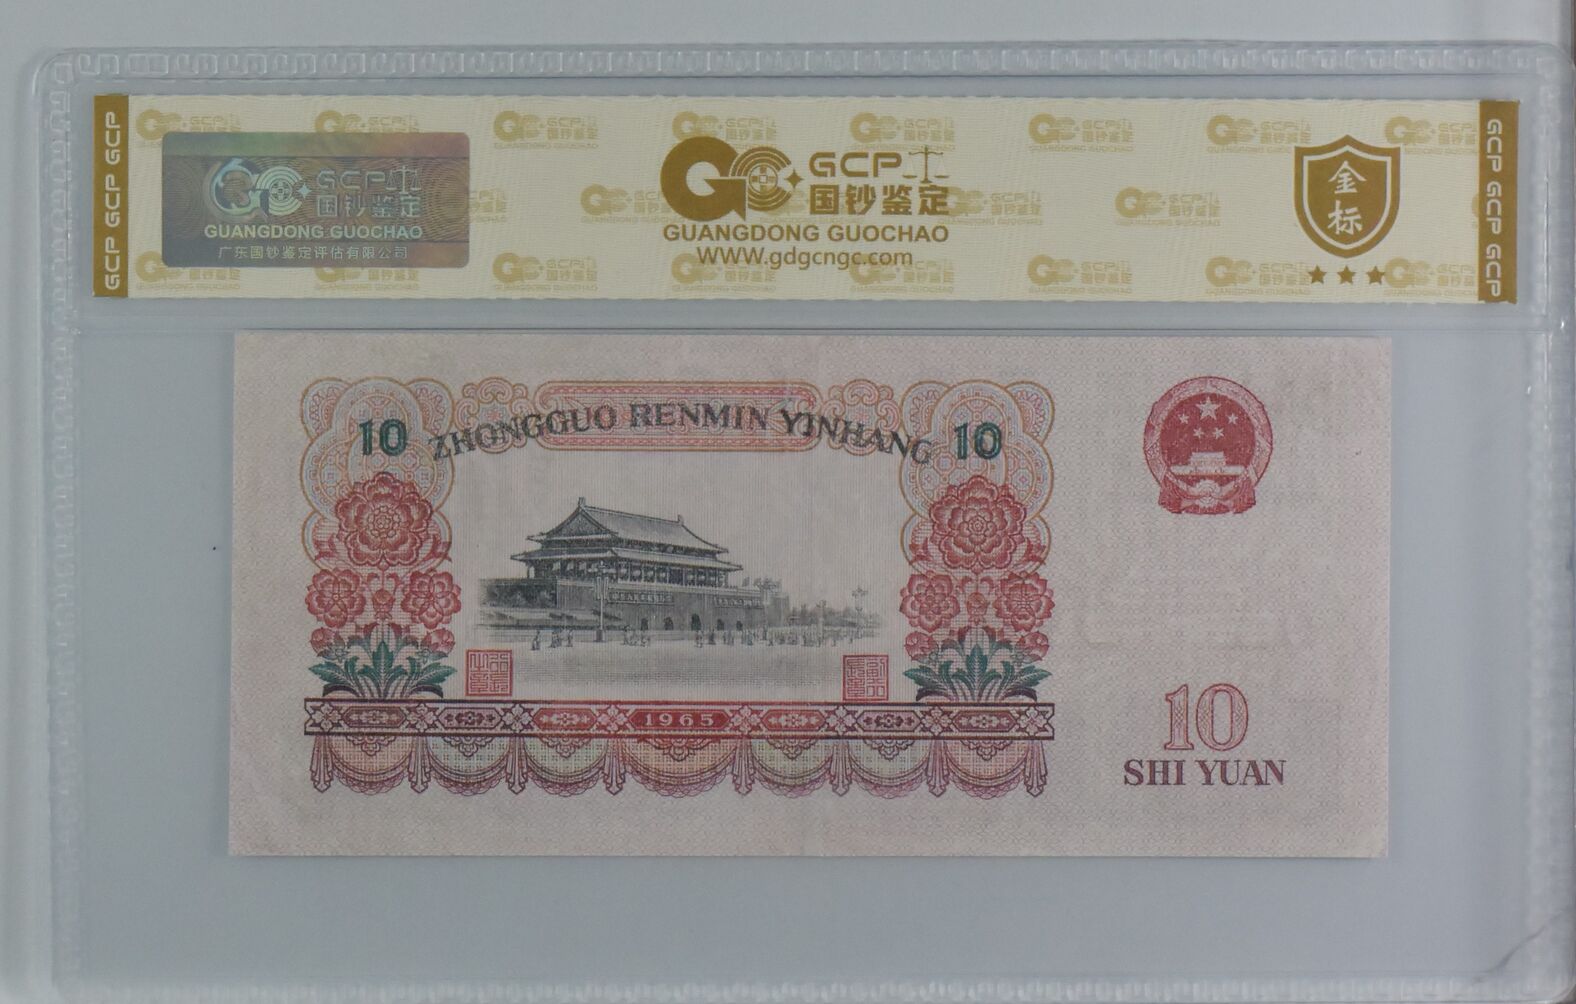 GCP GCP GCP
GCP
国钞鉴定
GUANGDONG GUOCHAO
广东国钞鉴定评估有限公司
GCP
国钞鉴定
GUANGDONG GUOCHAO
WWW.gdgcngc.com
金标
GCP GCP GCP
10 ZHONGGUO RENMIN YINHANG 10
1965
10
SHI YUAN